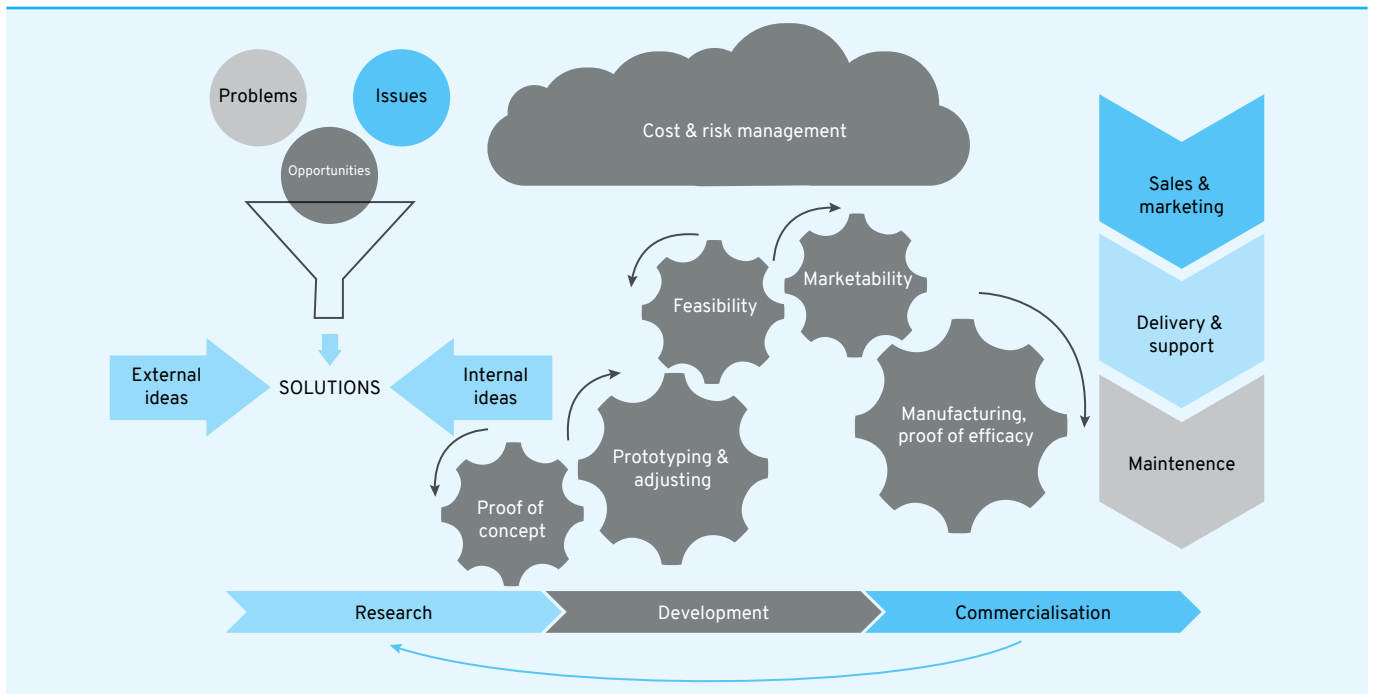 Problems
Issues
Opportunities
External
ideas
SOLUTIONS
Internal
ideas
Cost & risk management
Proof of
concept
Prototyping &
adjusting
Feasibility
Marketability
Manufacturing,
proof of efficacy
Sales &
marketing
Delivery &
support
Maintenence
Research
Development
Commercialisation